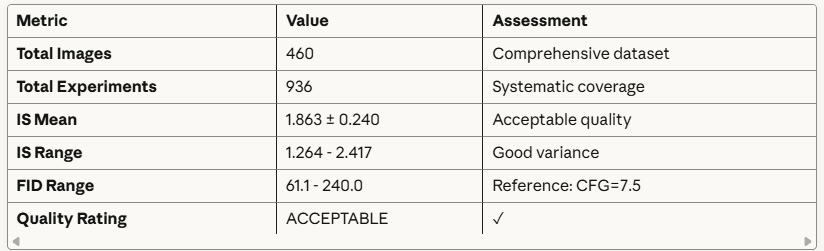 Metric Value Assessment
Total Images 460 Comprehensive dataset
Total Experiments 936 Systematic coverage
IS Mean 1.863 ± 0.240 Acceptable quality
IS Range 1.264 - 2.417 Good variance
FID Range 61.1 - 240.0 Reference: CFG=7.5
Quality Rating ACCEPTABLE ✓